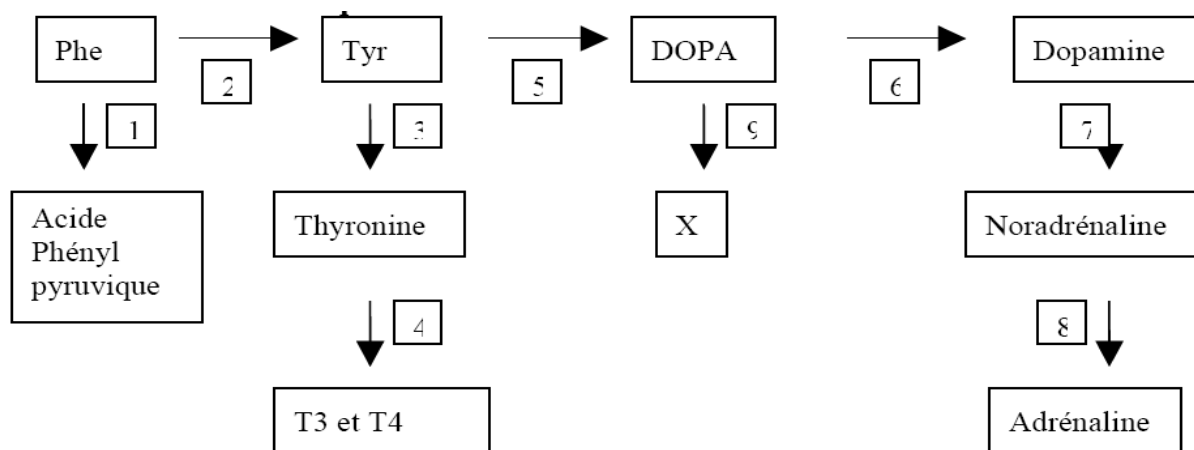 Phe
Tyr
DOPA
Dopamine
2
5
6
1
3
9
7
Acide
Phényl
pyruvique
Thyronine
X
Noradrénaline
4
8
T3 et T4
Adrénaline